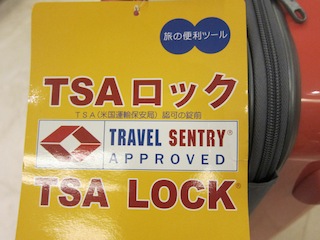 旅の便利ツール
TSAロック
TSA(米国運輸保安局)認可の錠前
TRAVEL SENTRY®
APPROVED
TSA LOCK®